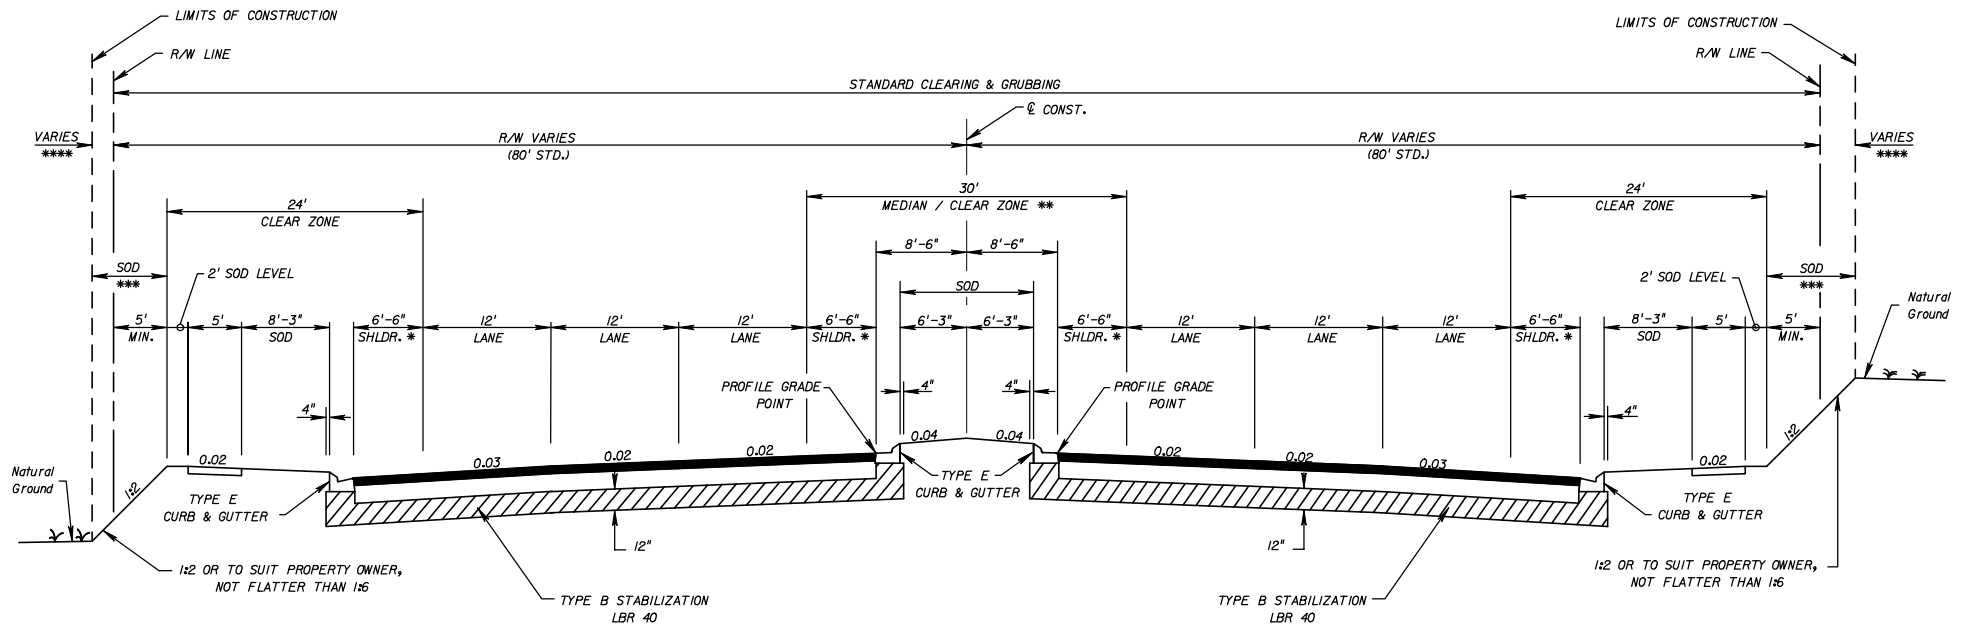 LIMITS OF CONSTRUCTION
LIMITS OF CONSTRUCTION
R/W LINE
R/W LINE
STANDARD CLEARING & GRUBBING
℄ CONST.
VARIES
****
R/W VARIES
(80' STD.)
R/W VARIES
(80' STD.)
VARIES
****
24'
CLEAR ZONE
30'
MEDIAN / CLEAR ZONE **
24'
CLEAR ZONE
8'-6" 8'-6"
SOD
***
2' SOD LEVEL
SOD
2' SOD LEVEL
SOD
***
Natural
Ground
5'
MIN.
5'
8'-3"
SOD
6'-6"
SHLDR. *
12'
LANE
12'
LANE
12'
LANE
6'-6"
SHLDR. *
6'-3" 6'-3"
6'-6"
SHLDR. *
12'
LANE
12'
LANE
12'
LANE
6'-6"
SHLDR. *
8'-3"
SOD
5'
5'
MIN.
PROFILE GRADE
POINT
4" 4"
PROFILE GRADE
POINT
4" 4"
0.02 0.03 0.02 0.02 0.04 0.04 0.02 0.02 0.03 0.02
1:2
1:2
Natural
Ground
TYPE E
CURB & GUTTER
TYPE E
CURB & GUTTER
TYPE E
CURB & GUTTER
12" 12"
1:2 OR TO SUIT PROPERTY OWNER,
NOT FLATTER THAN 1:6
1:2 OR TO SUIT PROPERTY OWNER,
NOT FLATTER THAN 1:6
TYPE B STABILIZATION
LBR 40
TYPE B STABILIZATION
LBR 40